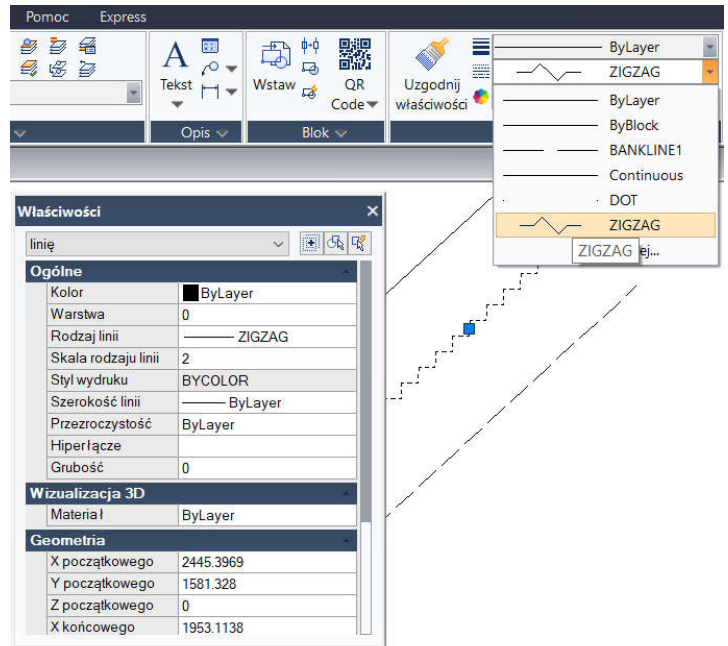 Pomoc Express
Tekst
Wstaw
QR
Code
Uzgodnij
właściwości
Opis
Blok
ByLayer
ZIGZAG
ByLayer
ByBlock
BANKLINE1
Continuous
DOT
ZIGZAG
ZIGZAG ej...
Właściwości
linię
Ogólne
Kolor ByLayer
Warstwa 0
Rodzaj linii ZIGZAG
Skala rodzaju linii 2
Styl wydruku BYCOLOR
Szerokość linii ByLayer
Przezroczystość ByLayer
Hiperłącze
Grubość 0
Wizualizacja 3D
Materiał ByLayer
Geometria
X początkowego 2445.3969
Y początkowego 1581.328
Z początkowego 0
X końcowego 1953.1138